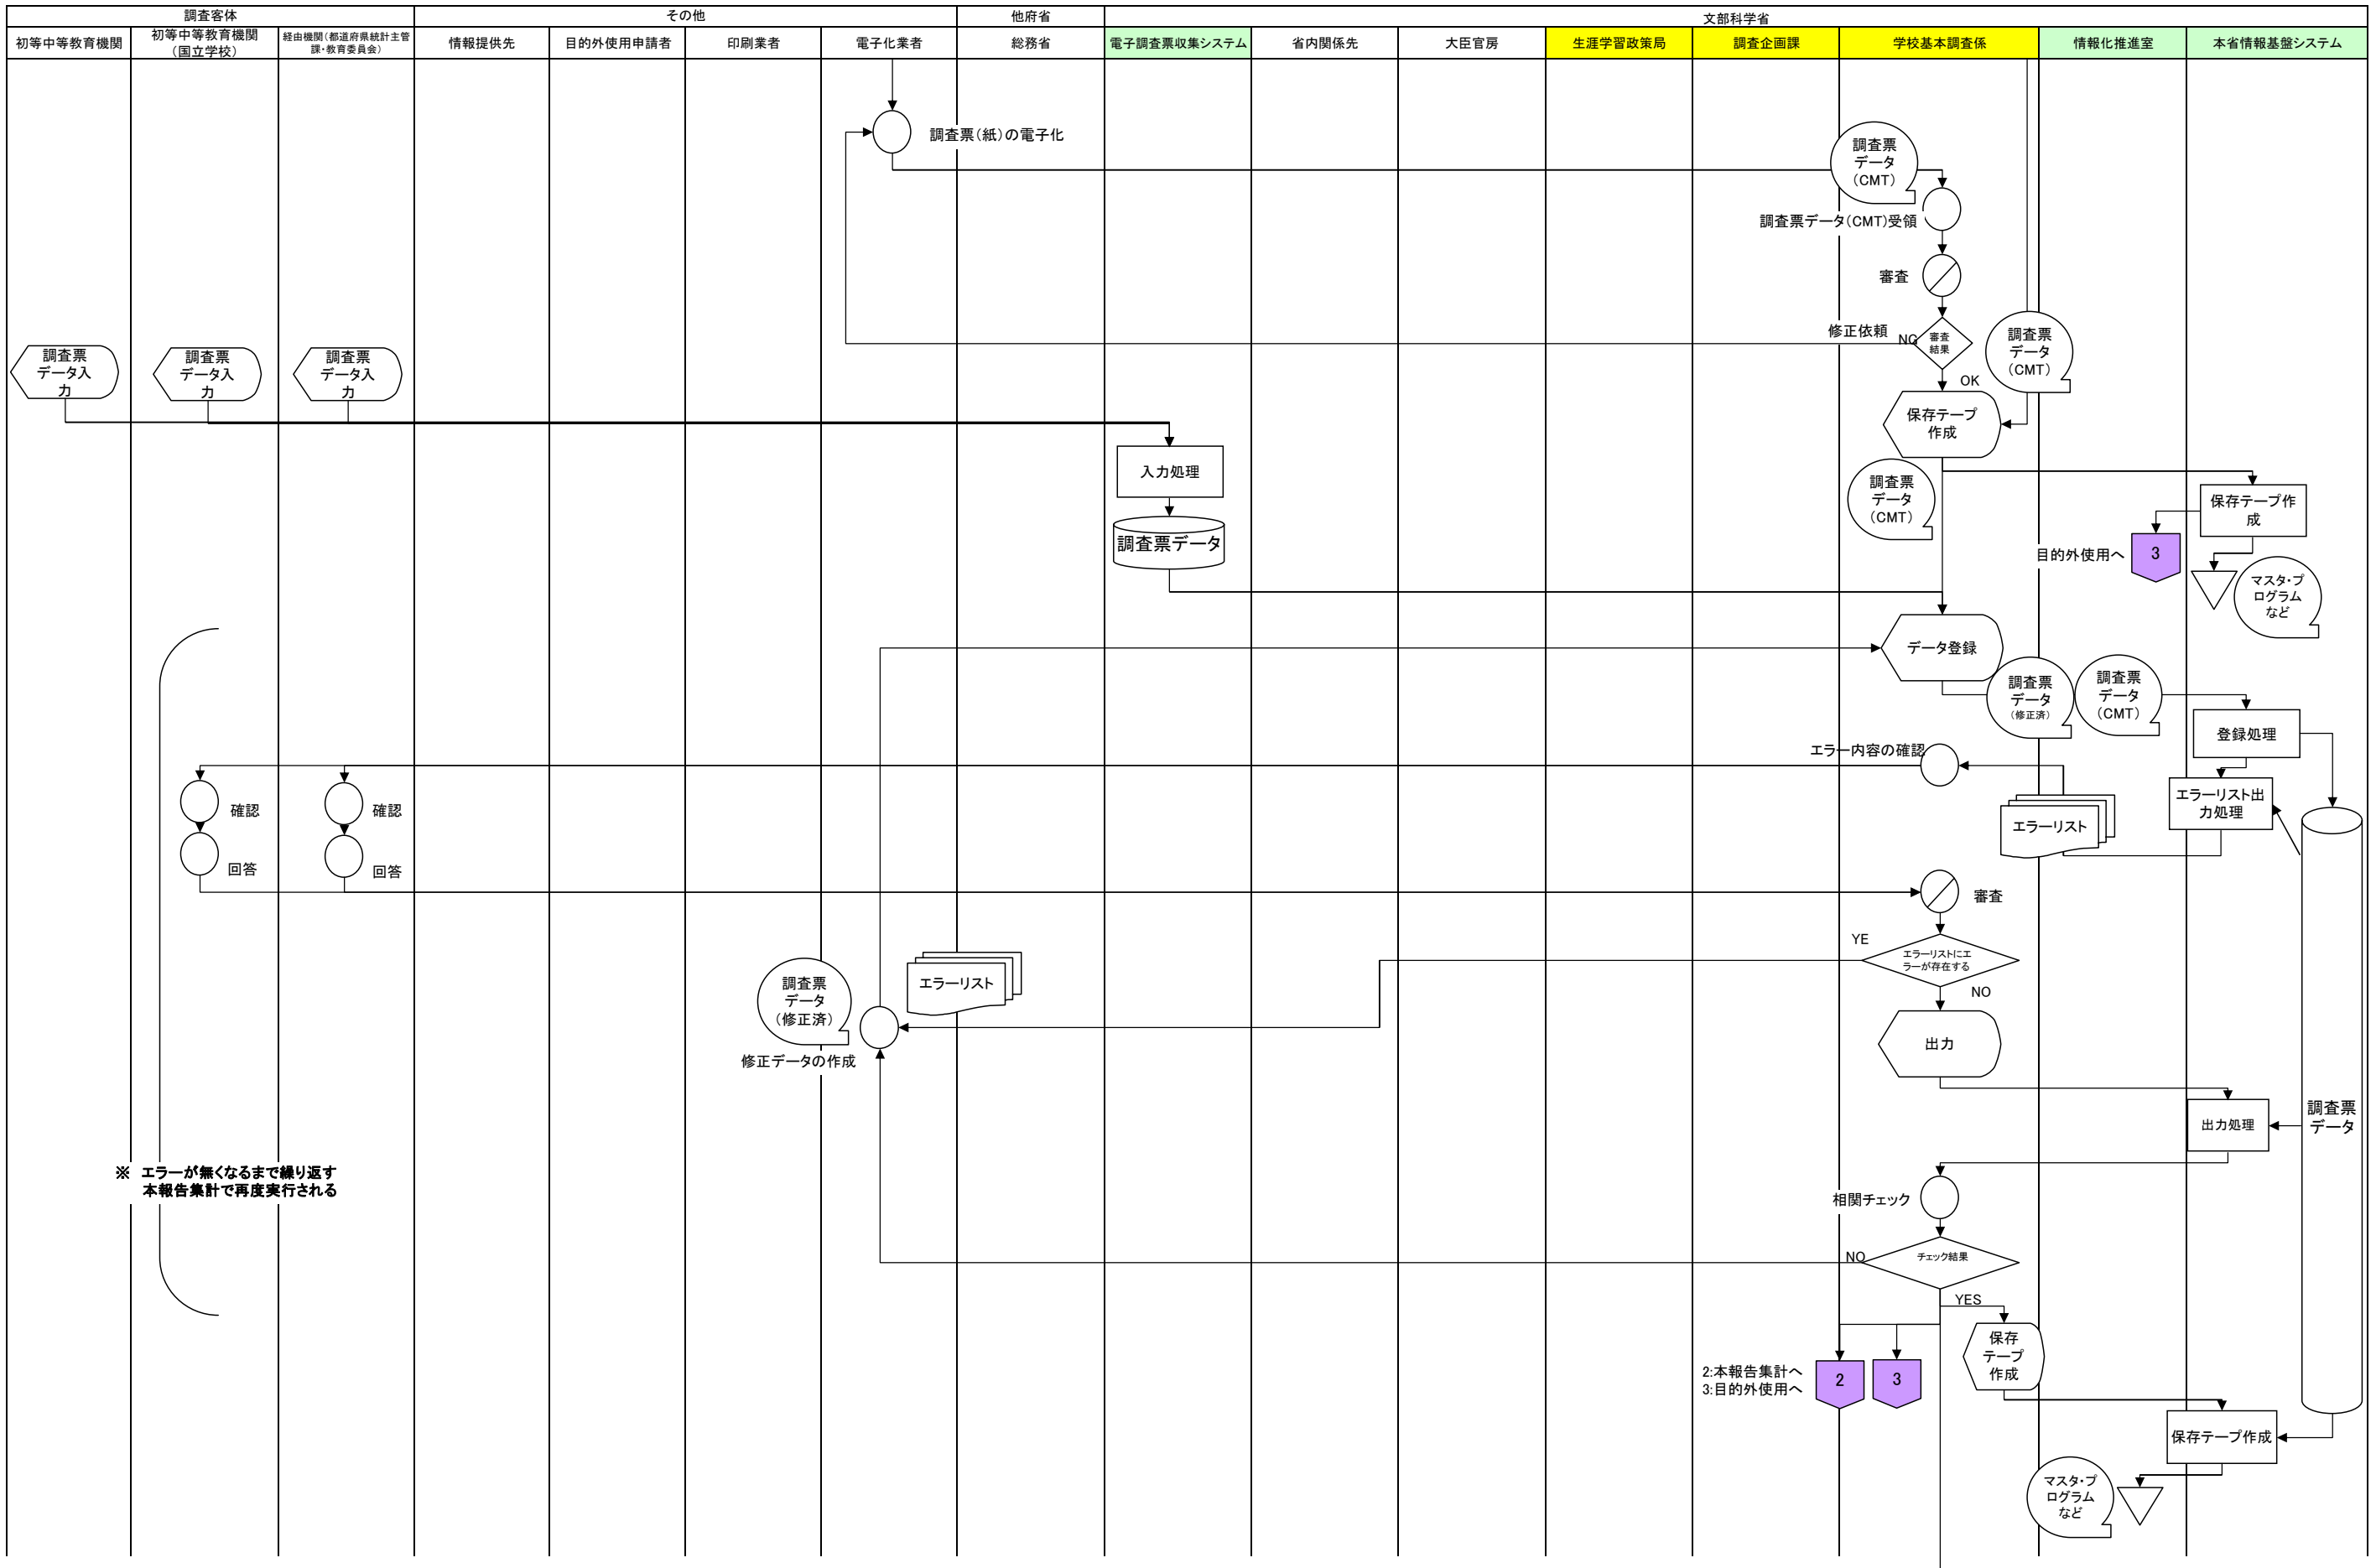 調査客体
その他
他府省
文部科学省
初等中等教育機関
初等中等教育機関
（国立学校）
経由機関（都道府県統計主管
課・教育委員会）
情報提供先
目的外使用申請者
印刷業者
電子化業者
総務省
電子調査票収集システム
省内関係先
大臣官房
生涯学習政策局
調査企画課
学校基本調査係
情報化推進室
本省情報基盤システム
調査票（紙）の電子化
調査票
データ
（CMT）
調査票データ（CMT）受領
審査
修正依頼
NG
審査
結果
OK
調査票
データ
（CMT）
調査票
データ入
力
調査票
データ入
力
調査票
データ入
力
保存テープ
作成
入力処理
調査票データ
調査票
データ
（CMT）
保存テープ作
成
目的外使用へ
3
マスタ・プ
ログラム
など
データ登録
調査票
データ
（修正済）
調査票
データ
（CMT）
登録処理
エラー内容の確認
エラーリスト出
力処理
エラーリスト
確認
確認
回答
回答
審査
YE
エラーリストにエ
ラーが存在する
NO
エラーリスト
調査票
データ
（修正済）
修正データの作成
出力
出力処理
調査票
データ
※　エラーが無くなるまで繰り返す
本報告集計で再度実行される
相関チェック
NO
チェック結果
YES
保存
テープ
作成
2:本報告集計へ
3:目的外使用へ
2
3
保存テープ作成
マスタ・プ
ログラム
など